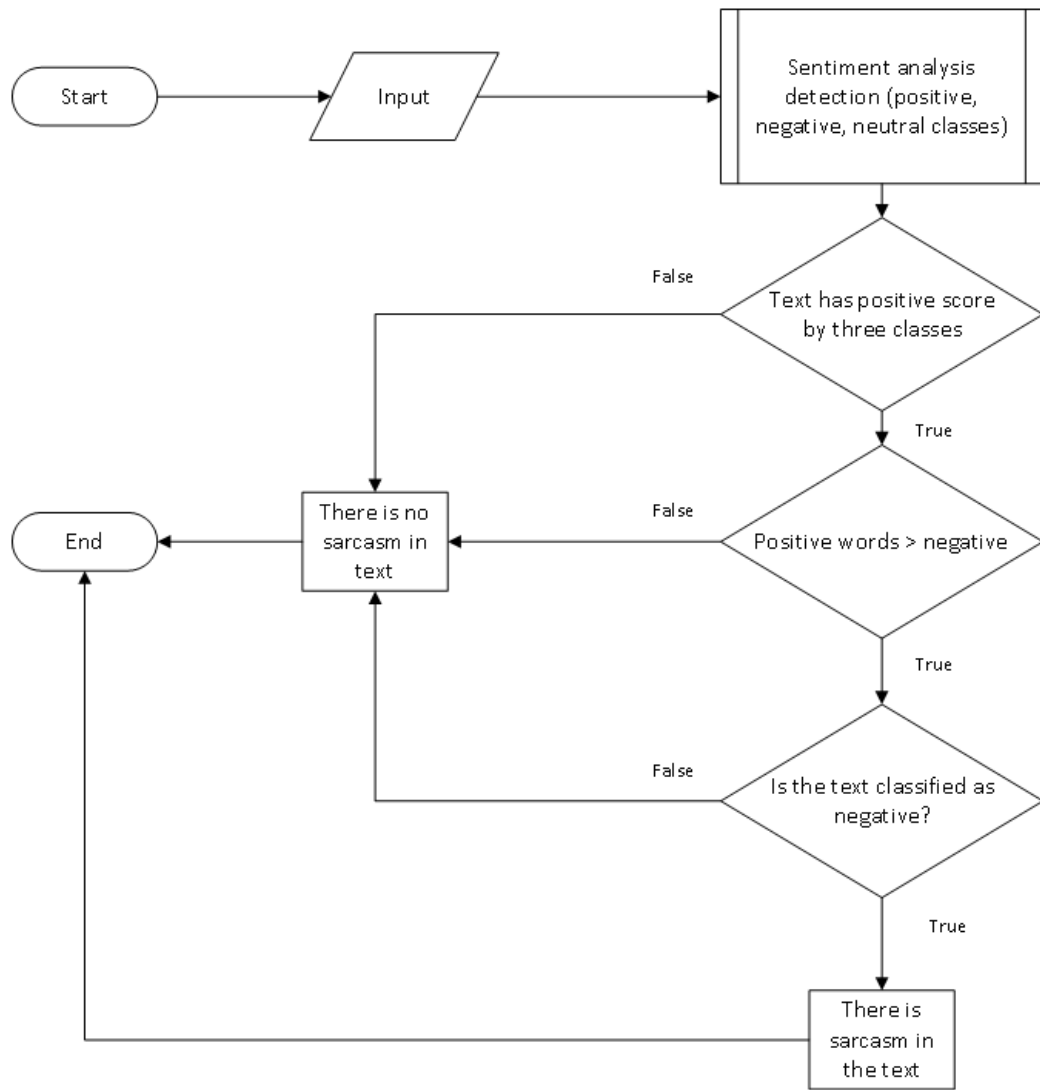 Start
Input
Sentiment analysis
detection (positive,
negative, neutral classes)
False
Text has positive score
by three classes
True
There is no
sarcasm in
text
End
False
Positive words > negative
True
False
Is the text classified as
negative?
True
There is
sarcasm in
the text